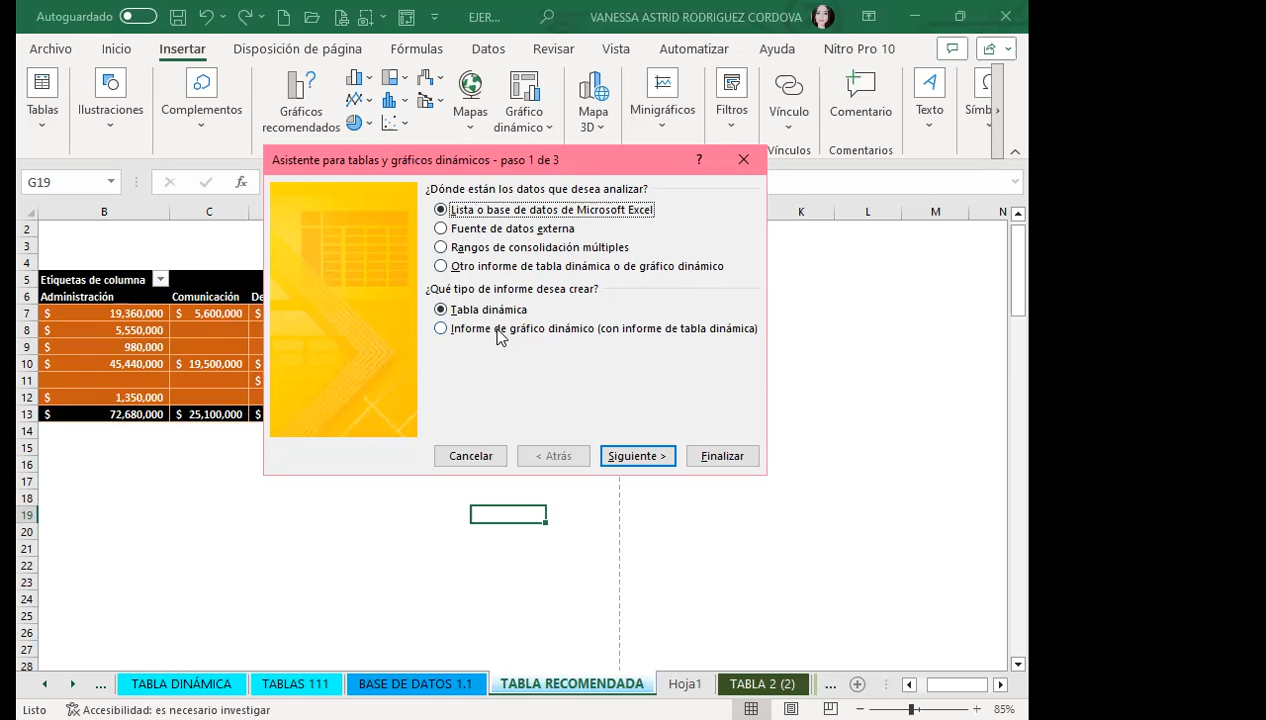 Autoguardado
EJER...
VANESSA ASTRID RODRIGUEZ CORDOVA
Archivo Inicio Insertar Disposición de página Fórmulas Datos Revisar Vista Automatizar Ayuda Nitro Pro 10
Tablas
Ilustraciones
Complementos
Gráficos recomendados
Mapas
Gráfico dinámico
Mapa 3D
Minigráficos
Filtros
Vínculo
Comentario
Texto
Símb
Vínculos
Comentarios
G19
fx
Asistente para tablas y gráficos dinámicos - paso 1 de 3
?
¿Dónde están los datos que desea analizar?
Lista o base de datos de Microsoft Excel
Fuente de datos externa
Rangos de consolidación múltiples
Otro informe de tabla dinámica o de gráfico dinámico
¿Qué tipo de informe desea crear?
Tabla dinámica
Informe de gráfico dinámico (con informe de tabla dinámica)
Cancelar < Atrás Siguiente > Finalizar
B C K L M N
2
3
4
5 Etiquetas de columna
6 Administración Comunicación De
7 $ 19,360,000 $ 5,600,000 $
8 $ 5,550,000
9 $ 980,000
10 $ 45,440,000 $ 19,500,000 $
11 $
12 $ 1,350,000
13 $ 72,680,000 $ 25,100,000 $
14
15
16
17
18
19
20
21
22
23
24
25
26
27
28
... TABLA DINÁMICA TABLAS 111 BASE DE DATOS 1.1 TABLA RECOMENDADA Hoja1 TABLA 2 (2) ...
Listo Accesibilidad: es necesario investigar 85%